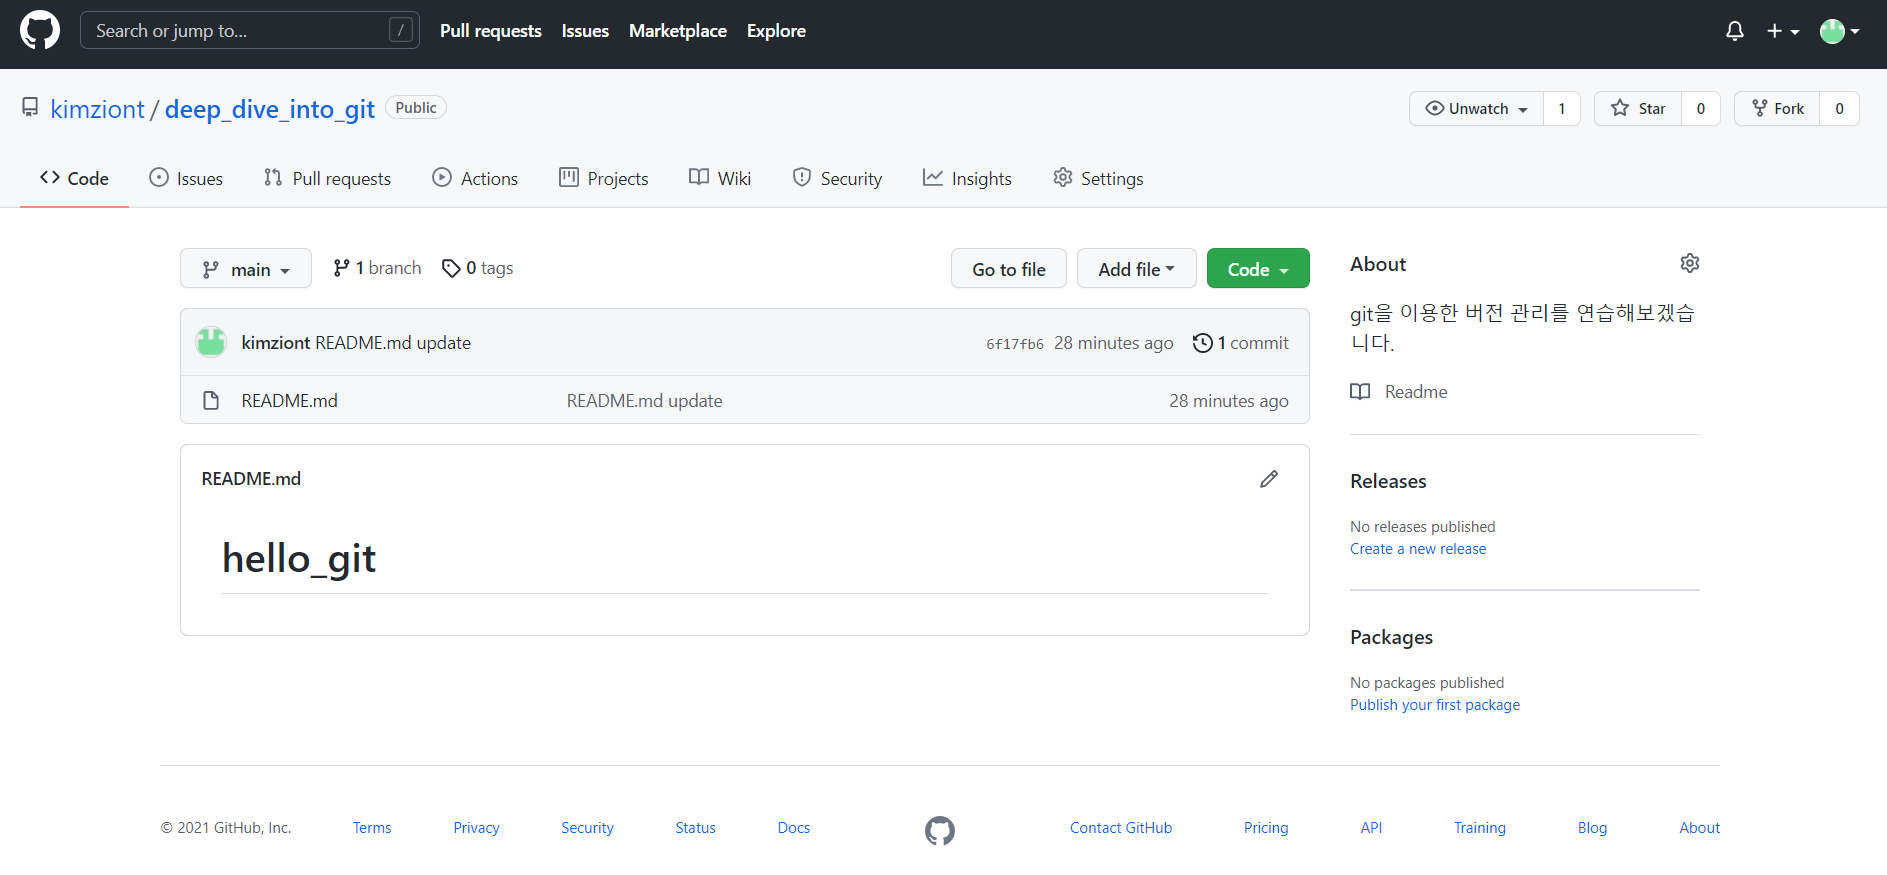 Search or jump to... /
Pull requests Issues Marketplace Explore
kimziont / deep_dive_into_git Public
Unwatch 1 Star 0 Fork 0
Code Issues Pull requests Actions Projects Wiki Security Insights Settings
main 1 branch 0 tags
Go to file Add file Code
kimziont README.md update 6f17fb6 28 minutes ago 1 commit
README.md README.md update 28 minutes ago
README.md
hello_git
About
git을 이용한 버전 관리를 연습해보겠습
니다.
Readme
Releases
No releases published
Create a new release
Packages
No packages published
Publish your first package
© 2021 GitHub, Inc. Terms Privacy Security Status Docs Contact GitHub Pricing API Training Blog About